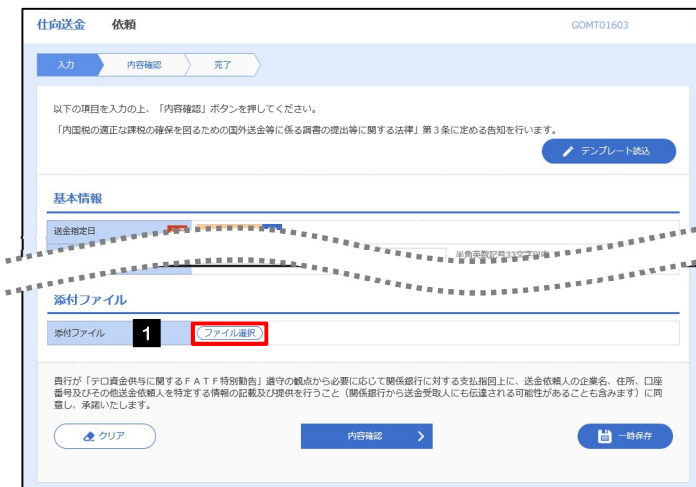 仕向送金 依頼 GOMT01603
入力 内容確認 完了
以下の項目を入力の上、「内容確認」ボタンを押してください。
「内国税の適正な課税の確保を図るための国外送金等に係る調書の提出等に関する法律」第3条に定める告知を行います。
テンプレート読込
基本情報
送金指定日
半角英数記号33文字以内
添付ファイル
添付ファイル 1 ファイル選択
貴行が「テロ資金供与に関するFATF特別勧告」遵守の観点から必要に応じて関係銀行に対する支払指図上に、送金依頼人の企業名、住所、口座
番号及びその他送金依頼人を特定する情報の記載及び提供を行うこと（関係銀行から送金受取人にも伝達される可能性があることも含みます）に同
意し、承諾いたします。
クリア 内容確認 一時保存